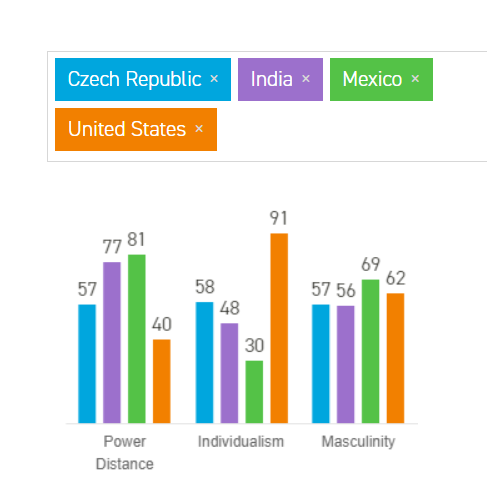 Czech Republic × India × Mexico ×
United States ×
91
77 81
58
57
48
40
30
57 56 69 62
Power
Distance
Individualism
Masculinity